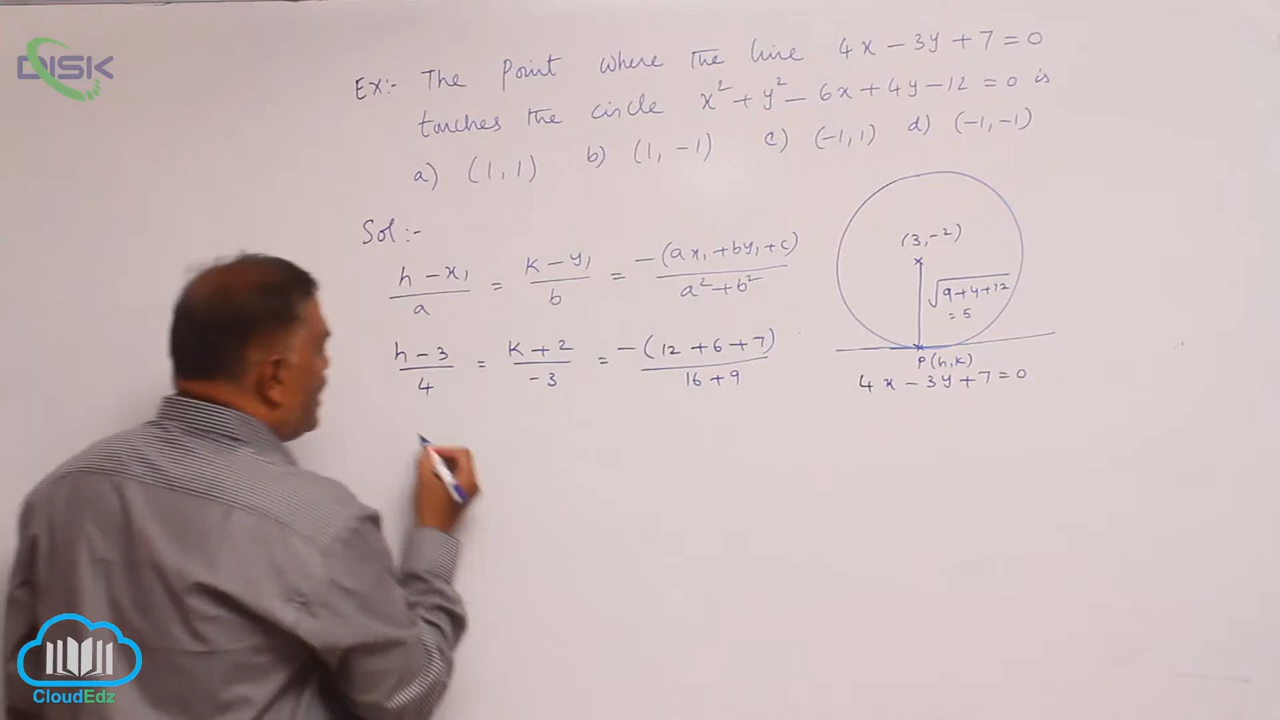 DISK
Ex:- The Point where the line 4x - 3y + 7 = 0
touches the circle x² + y² - 6x + 4y - 12 = 0 is
a) (1, 1) b) (1, -1) c) (-1, 1) d) (-1, -1)
Sol:-
(h - x₁)/a = (k - y₁)/b = -(ax₁ + by₁ + c)/(a² + b²)
(h - 3)/4 = (k + 2)/-3 = -(12 + 6 + 7)/(16 + 9)
(3, -2)
√(9+4+12)
= 5
P(h, k)
4x - 3y + 7 = 0
CloudEdz